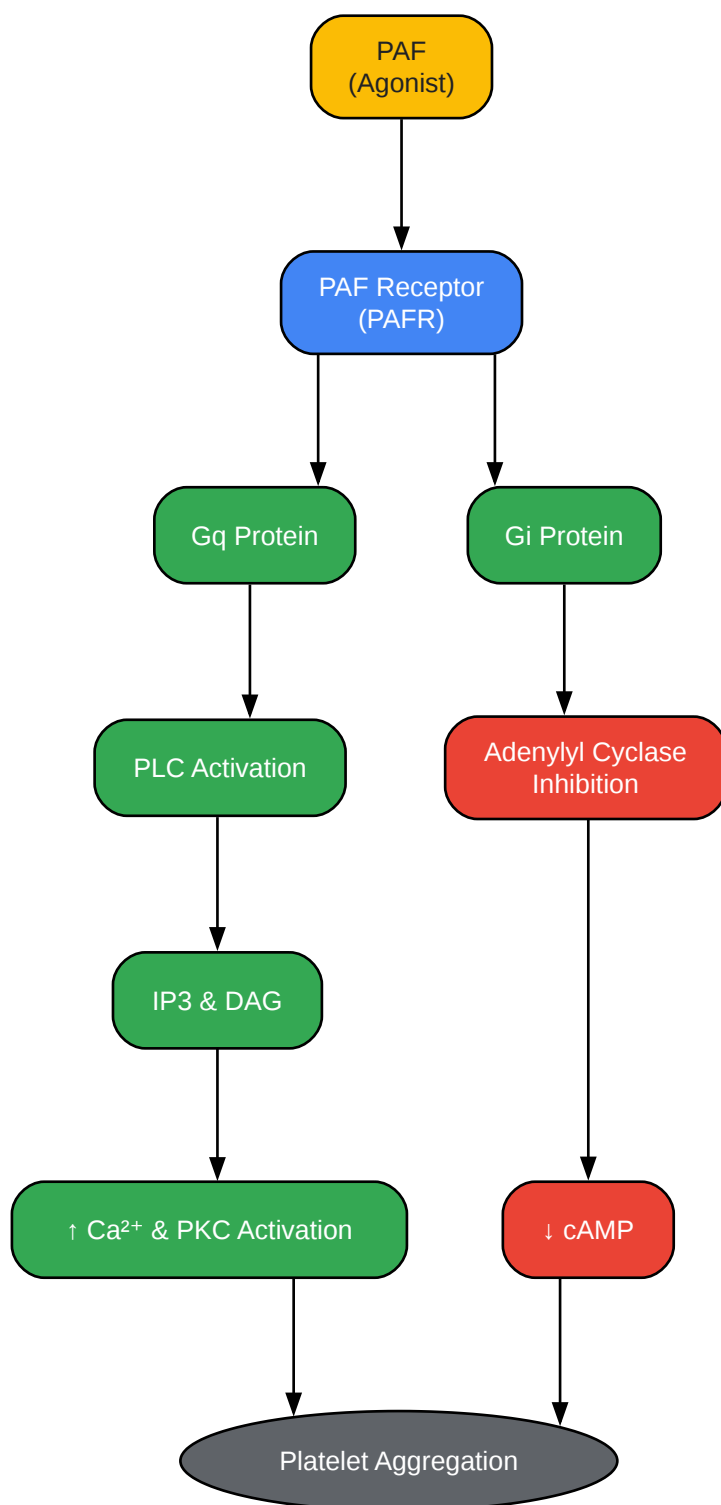 PAF
(Agonist)
PAF Receptor
(PAFR)
Gq Protein
Gi Protein
PLC Activation
Adenylyl Cyclase
Inhibition
IP3 & DAG
↑ Ca²⁺ & PKC Activation
↓ cAMP
Platelet Aggregation